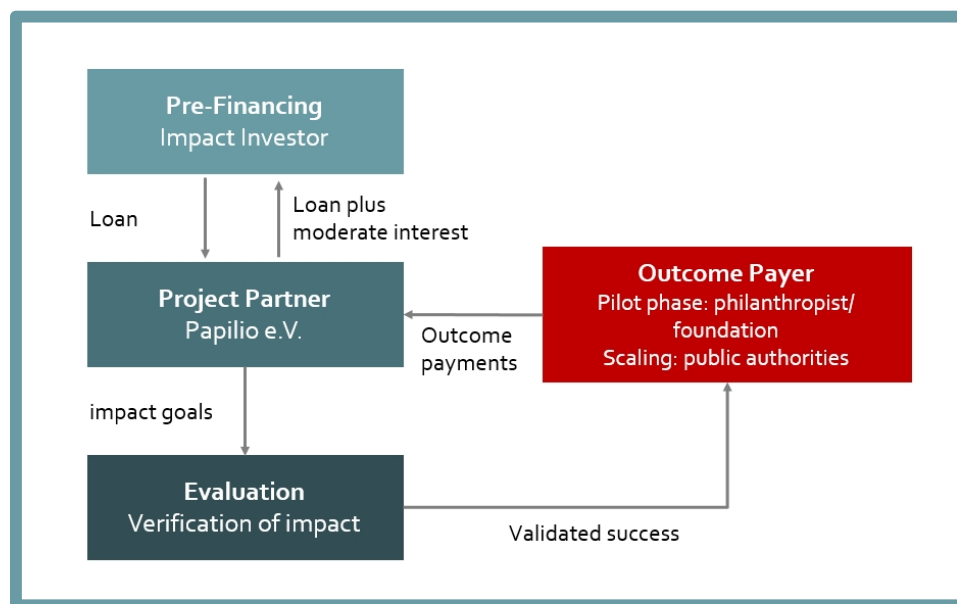 Pre-Financing
Impact Investor
Loan
Loan plus
moderate interest
Project Partner
Papilio e.V.
Outcome
payments
Outcome Payer
Pilot phase: philanthropist/
foundation
Scaling: public authorities
impact goals
Evaluation
Verification of impact
Validated success